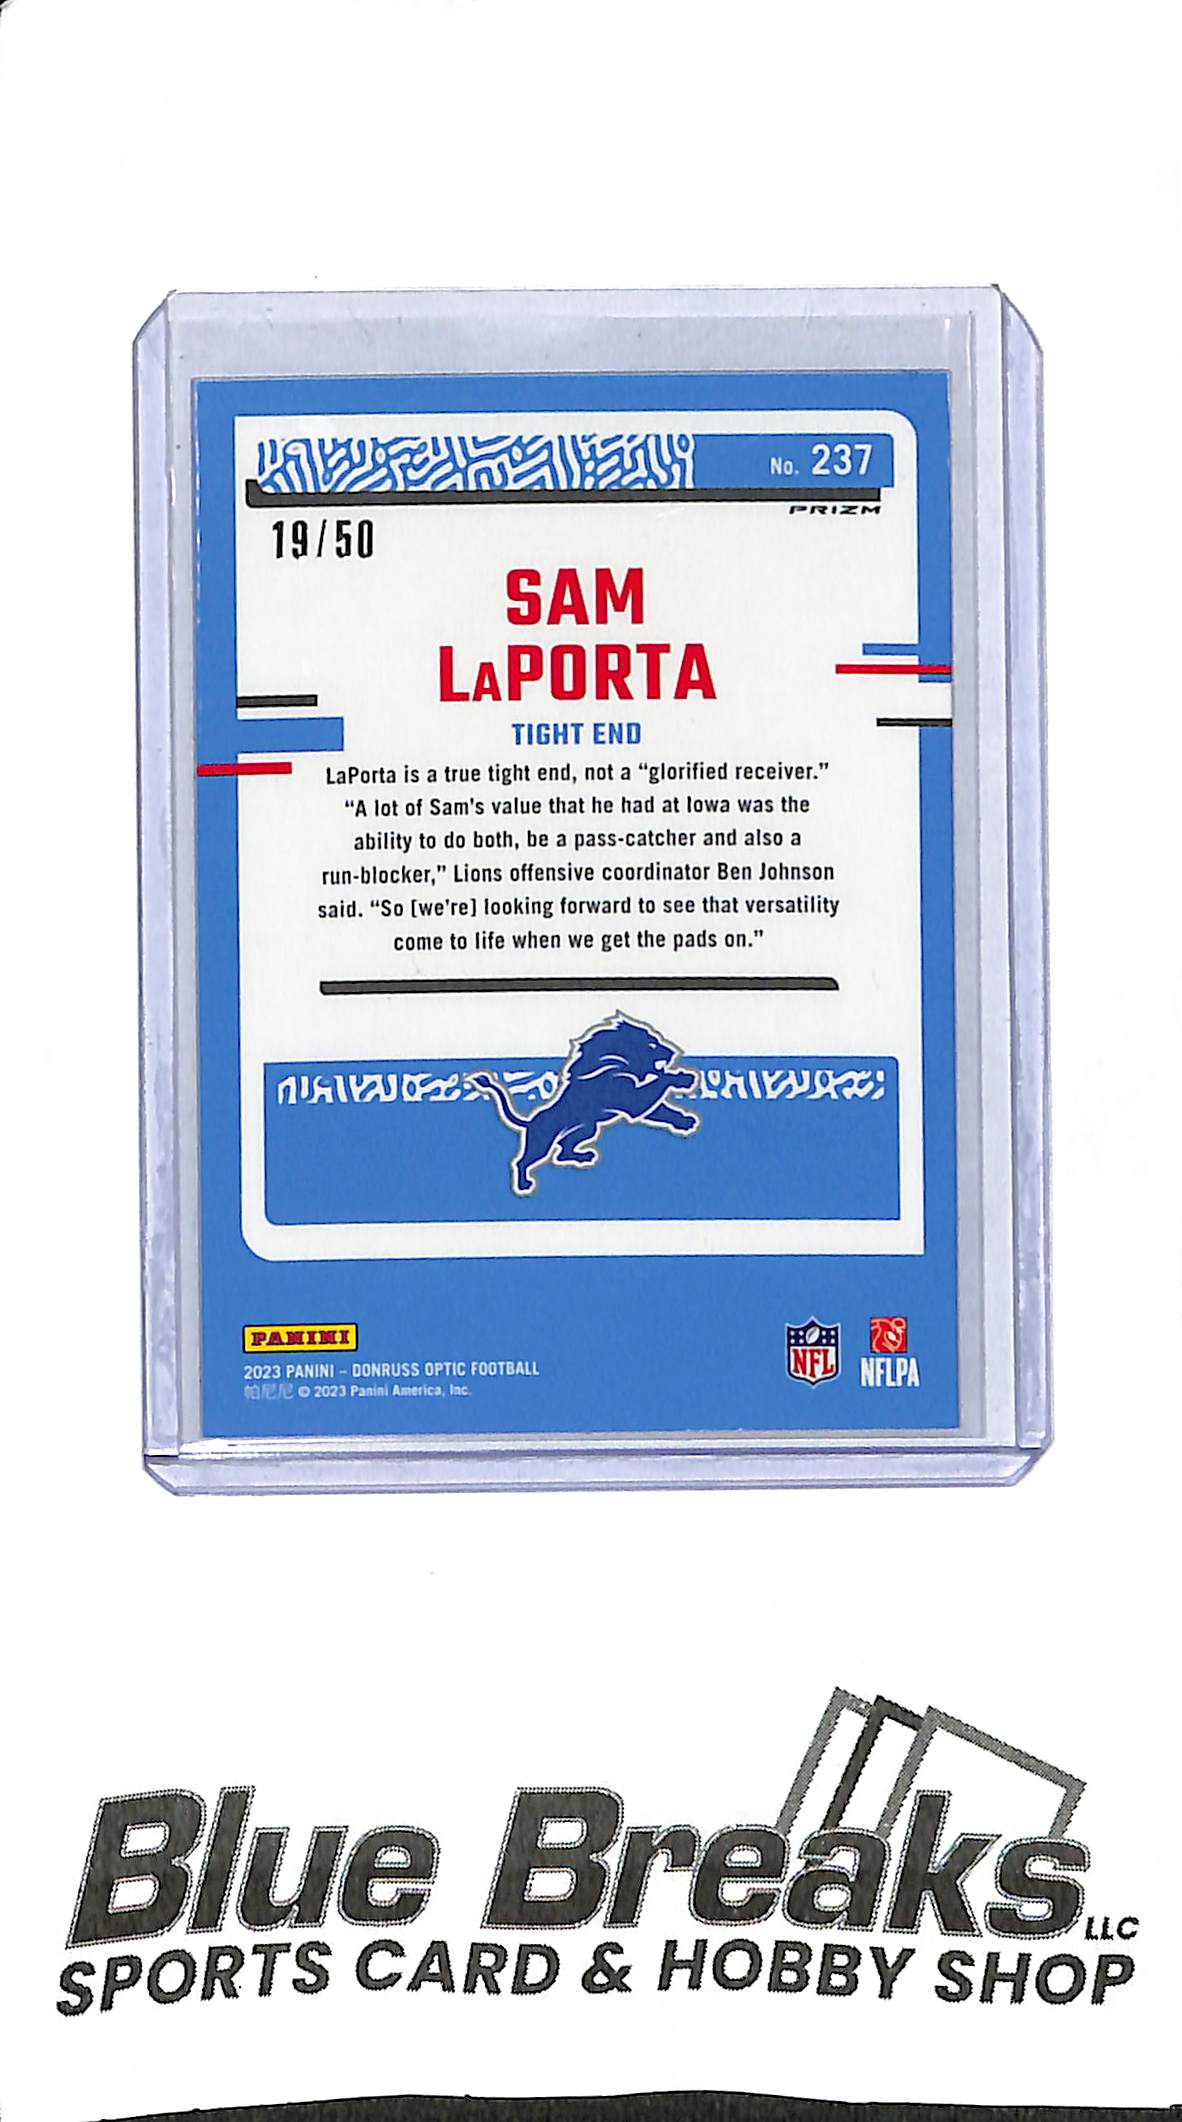 No. 237
PRIZM
19/50
SAM
LAPORTA
TIGHT END
LaPorta is a true tight end, not a “glorified receiver.”
“A lot of Sam's value that he had at Iowa was the
ability to do both, be a pass-catcher and also a
run-blocker,” Lions offensive coordinator Ben Johnson
said. “So [we're] looking forward to see that versatility
come to life when we get the pads on.”
PANINI
NFL
NFLPA
2023 PANINI – DONRUSS OPTIC FOOTBALL
帕尼尼 © 2023 Panini America, Inc.
Blue Breaks LLC
SPORTS CARD & HOBBY SHOP